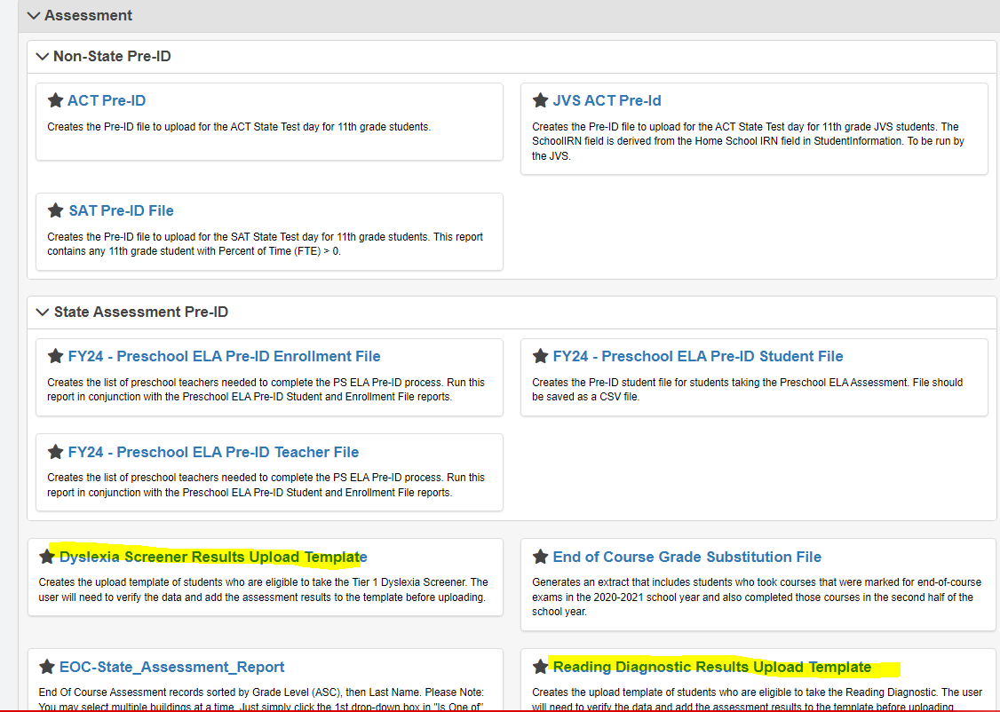 Assessment
Non-State Pre-ID
ACT Pre-ID
Creates the Pre-ID file to upload for the ACT State Test day for 11th grade students.
JVS ACT Pre-Id
Creates the Pre-ID file to upload for the ACT State Test day for 11th grade JVS students. The
SchoolIRN field is derived from the Home School IRN field in StudentInformation. To be run by
the JVS.
SAT Pre-ID File
Creates the Pre-ID file to upload for the SAT State Test day for 11th grade students. This report
contains any 11th grade student with Percent of Time (FTE) > 0.
State Assessment Pre-ID
FY24 - Preschool ELA Pre-ID Enrollment File
Creates the list of preschool teachers needed to complete the PS ELA Pre-ID process. Run this
report in conjunction with the Preschool ELA Pre-ID Student and Enrollment File reports.
FY24 - Preschool ELA Pre-ID Student File
Creates the Pre-ID student file for students taking the Preschool ELA Assessment. File should
be saved as a CSV file.
FY24 - Preschool ELA Pre-ID Teacher File
Creates the list of preschool teachers needed to complete the PS ELA Pre-ID process. Run this
report in conjunction with the Preschool ELA Pre-ID Student and Enrollment File reports.
Dyslexia Screener Results Upload Template
Creates the upload template of students who are eligible to take the Tier 1 Dyslexia Screener. The
user will need to verify the data and add the assessment results to the template before uploading.
End of Course Grade Substitution File
Generates an extract that includes students who took courses that were marked for end-of-course
exams in the 2020-2021 school year and also completed those courses in the second half of the
school year.
EOC-State_Assessment_Report
End Of Course Assessment records sorted by Grade Level (ASC), then Last Name. Please Note:
You may select multiple buildings at a time. Just simply click the 1st drop-down box in "Is One of"
Reading Diagnostic Results Upload Template
Creates the upload template of students who are eligible to take the Reading Diagnostic. The user
will need to verify the data and add the assessment results to the template before uploading.